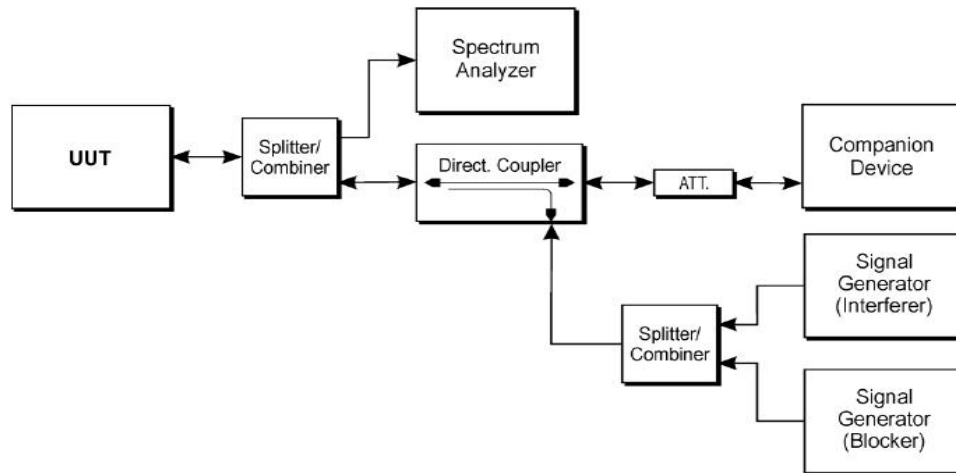 Spectrum
Analyzer
UUT
Splitter/
Combiner
Direct. Coupler
ATT.
Companion
Device
Signal
Generator
(Interferer)
Splitter/
Combiner
Signal
Generator
(Blocker)